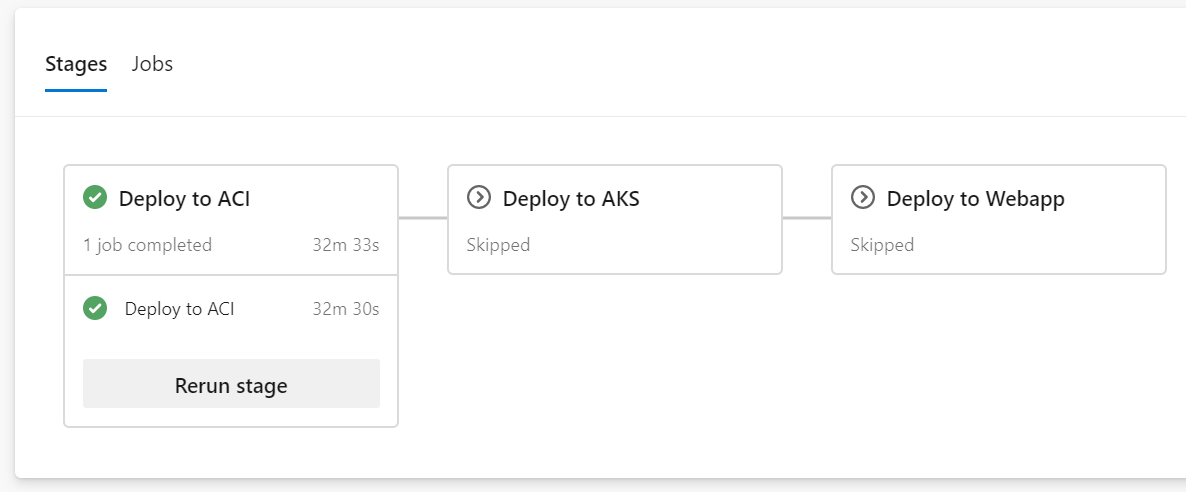 Stages Jobs
Deploy to ACI
1 job completed 32m 33s
Deploy to ACI 32m 30s
Rerun stage
Deploy to AKS
Skipped
Deploy to Webapp
Skipped